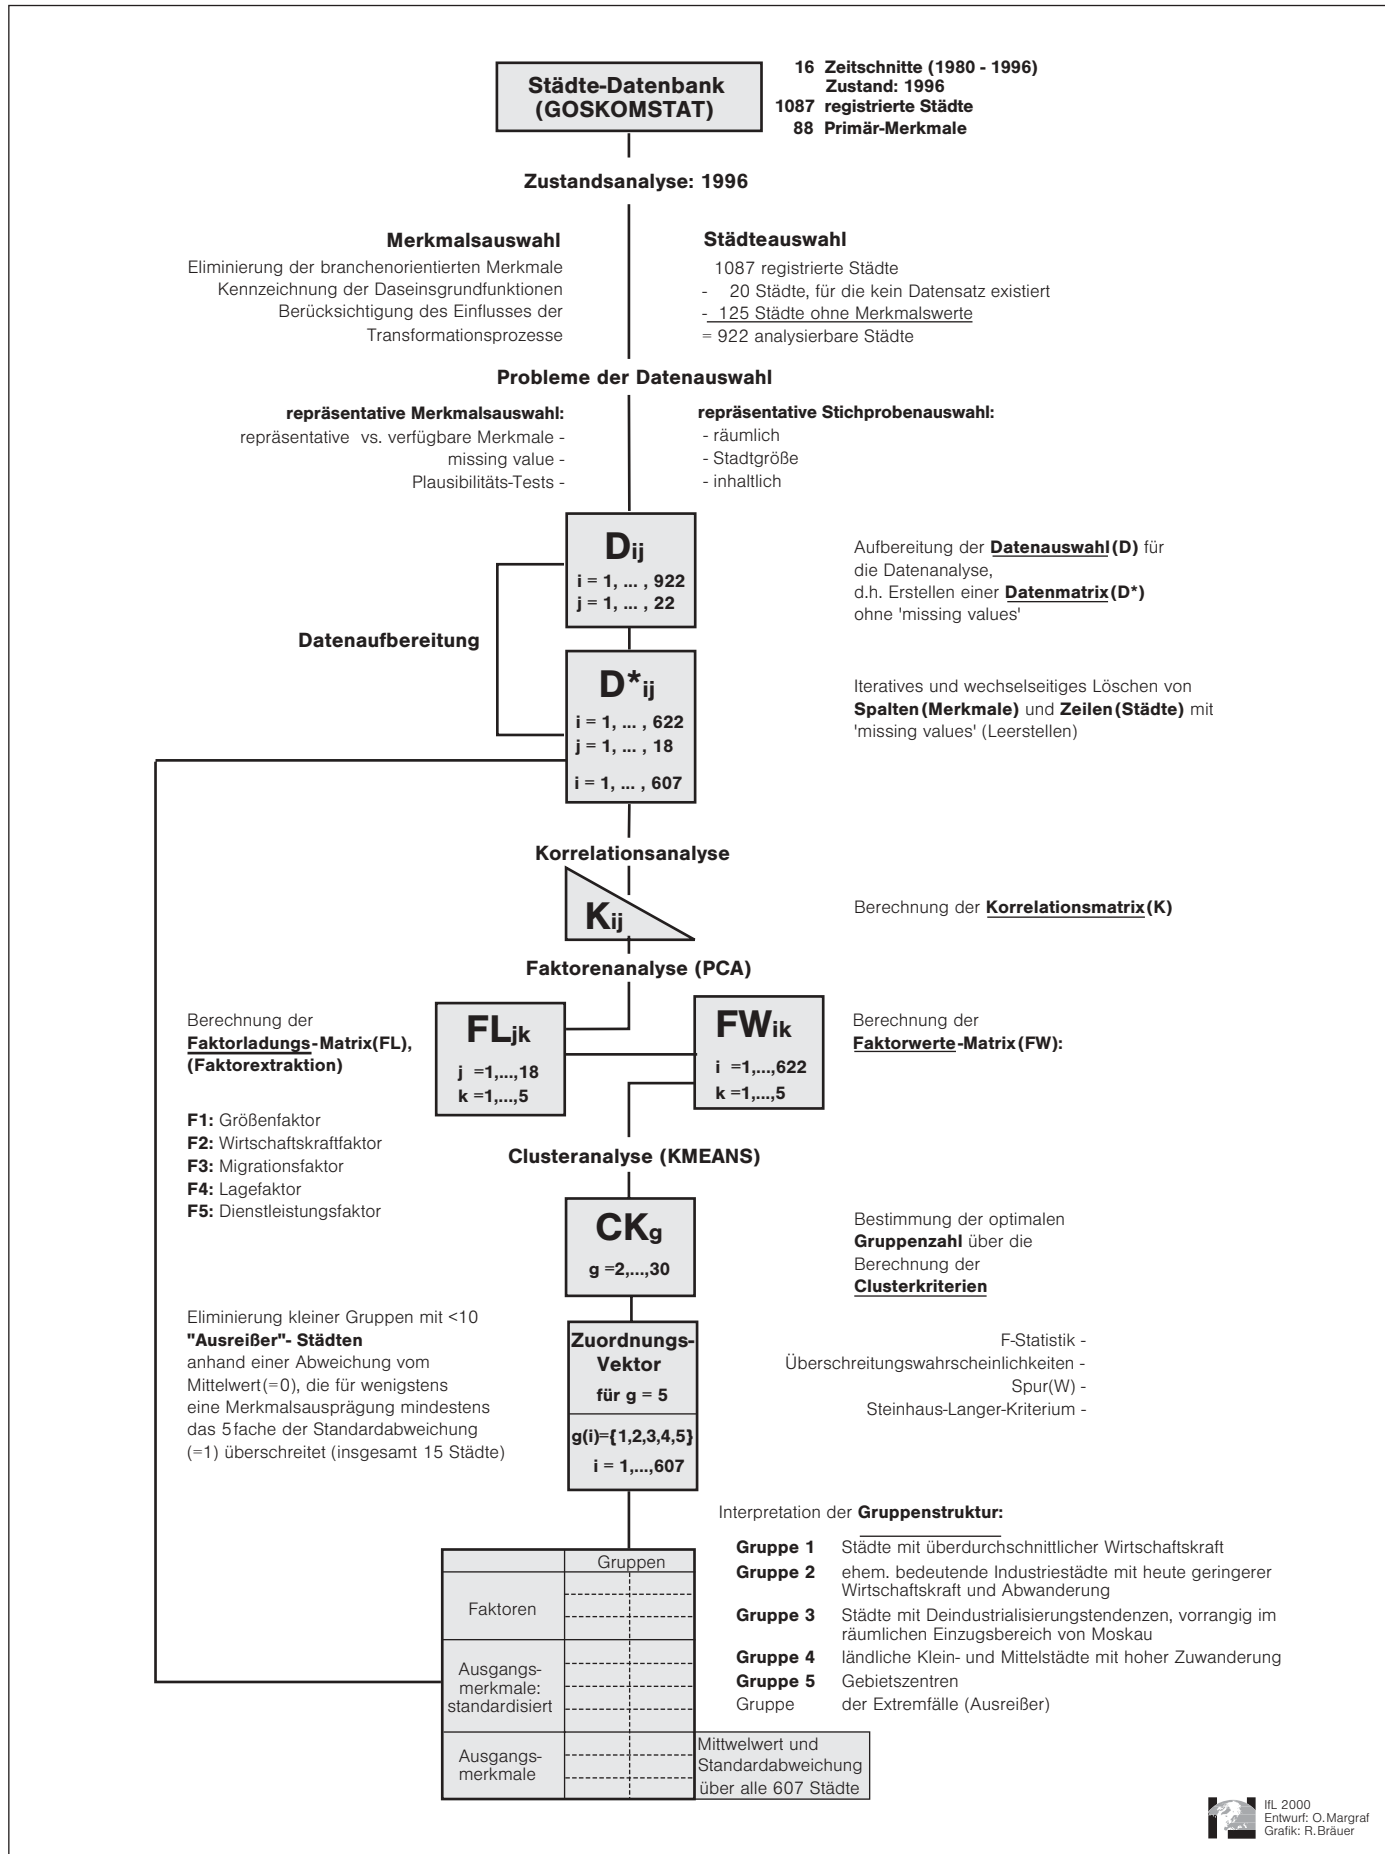 Städte-Datenbank
(GOSKOMSTAT)
16 Zeitschnitte (1980 - 1996)
Zustand: 1996
1087 registrierte Städte
88 Primär-Merkmale
Zustandsanalyse: 1996
Merkmalsauswahl
Eliminierung der branchenorientierten Merkmale
Kennzeichnung der Daseinsgrundfunktionen
Berücksichtigung des Einflusses der
Transformationsprozesse
Städteauswahl
1087 registrierte Städte
- 20 Städte, für die kein Datensatz existiert
- 125 Städte ohne Merkmalswerte
= 922 analysierbare Städte
Probleme der Datenauswahl
repräsentative Merkmalsauswahl:
repräsentative vs. verfügbare Merkmale -
missing value -
Plausibilitäts-Tests -
repräsentative Stichprobenauswahl:
- räumlich
- Stadtgröße
- inhaltlich
Dij
i = 1, ... , 922
j = 1, ... , 22
Aufbereitung der Datenauswahl (D) für
die Datenanalyse,
d.h. Erstellen einer Datenmatrix (D*)
ohne 'missing values'
Datenaufbereitung
D*ij
i = 1, ... , 622
j = 1, ... , 18
i = 1, ... , 607
Iteratives und wechselseitiges Löschen von
Spalten (Merkmale) und Zeilen (Städte) mit
'missing values' (Leerstellen)
Korrelationsanalyse
Kij
Berechnung der Korrelationsmatrix (K)
Faktorenanalyse (PCA)
Berechnung der
Faktorladungs-Matrix(FL),
(Faktorextraktion)
FLjk
j =1,...,18
k =1,...,5
FWik
i =1,...,622
k =1,...,5
Berechnung der
Faktorwerte-Matrix (FW):
F1: Größenfaktor
F2: Wirtschaftskraftfaktor
F3: Migrationsfaktor
F4: Lagefaktor
F5: Dienstleistungsfaktor
Clusteranalyse (KMEANS)
CKg
g =2,...,30
Bestimmung der optimalen
Gruppenzahl über die
Berechnung der
Clusterkriterien
Eliminierung kleiner Gruppen mit <10
"Ausreißer"- Städten
anhand einer Abweichung vom
Mittelwert (=0), die für wenigstens
eine Merkmalsausprägung mindestens
das 5fache der Standardabweichung
(=1) überschreitet (insgesamt 15 Städte)
Zuordnungs-
Vektor
für g = 5
g(i)={1,2,3,4,5}
i = 1,...,607
F-Statistik -
Überschreitungswahrscheinlichkeiten -
Spur(W) -
Steinhaus-Langer-Kriterium -
Interpretation der Gruppenstruktur:
Gruppe 1 Städte mit überdurchschnittlicher Wirtschaftskraft
Gruppe 2 ehem. bedeutende Industriestädte mit heute geringerer
Wirtschaftskraft und Abwanderung
Gruppe 3 Städte mit Deindustrialisierungstendenzen, vorrangig im
räumlichen Einzugsbereich von Moskau
Gruppe 4 ländliche Klein- und Mittelstädte mit hoher Zuwanderung
Gruppe 5 Gebietszentren
Gruppe der Extremfälle (Ausreißer)
Gruppen
Faktoren
Ausgangs-
merkmale:
standardisiert
Ausgangs-
merkmale
Mittwelwert und
Standardabweichung
über alle 607 Städte
IfL 2000
Entwurf: O.Margraf
Grafik: R.Bräuer